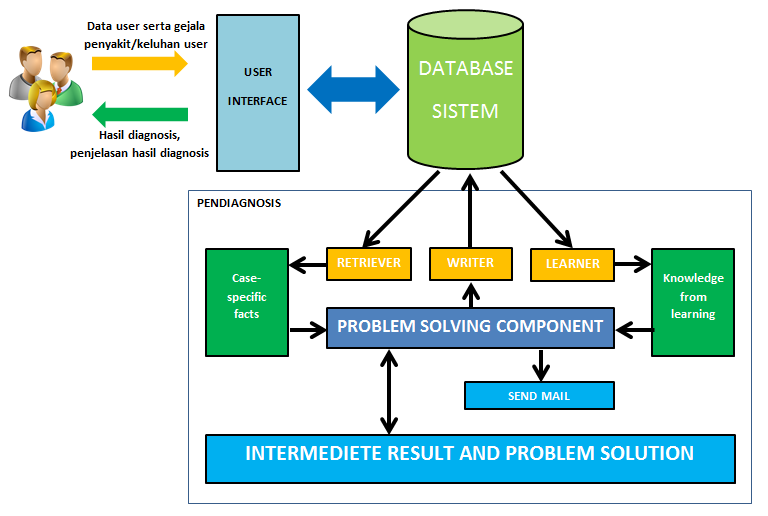 Data user serta gejala
penyakit/keluhan user
Hasil diagnosis,
penjelasan hasil diagnosis
USER
INTERFACE
DATABASE
SISTEM
PENDIAGNOSIS
RETRIEVER
WRITER
LEARNER
Case-
specific
facts
Knowledge
from
learning
PROBLEM SOLVING COMPONENT
SEND MAIL
INTERMEDIETE RESULT AND PROBLEM SOLUTION